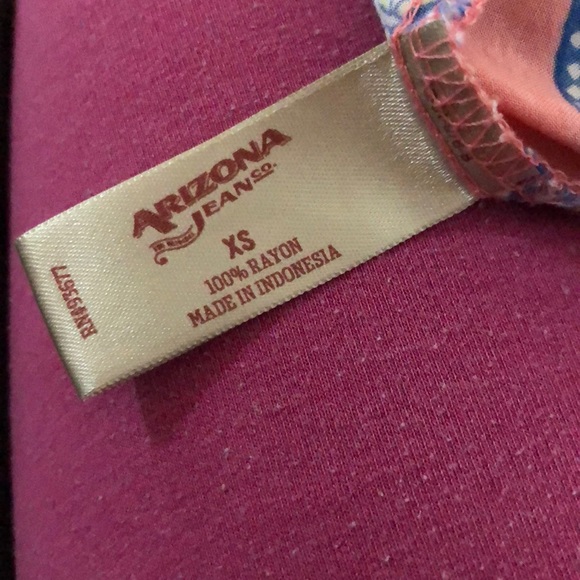 ARIZONA
JEAN CO.
XS
100% RAYON
MADE IN INDONESIA
RN#93677